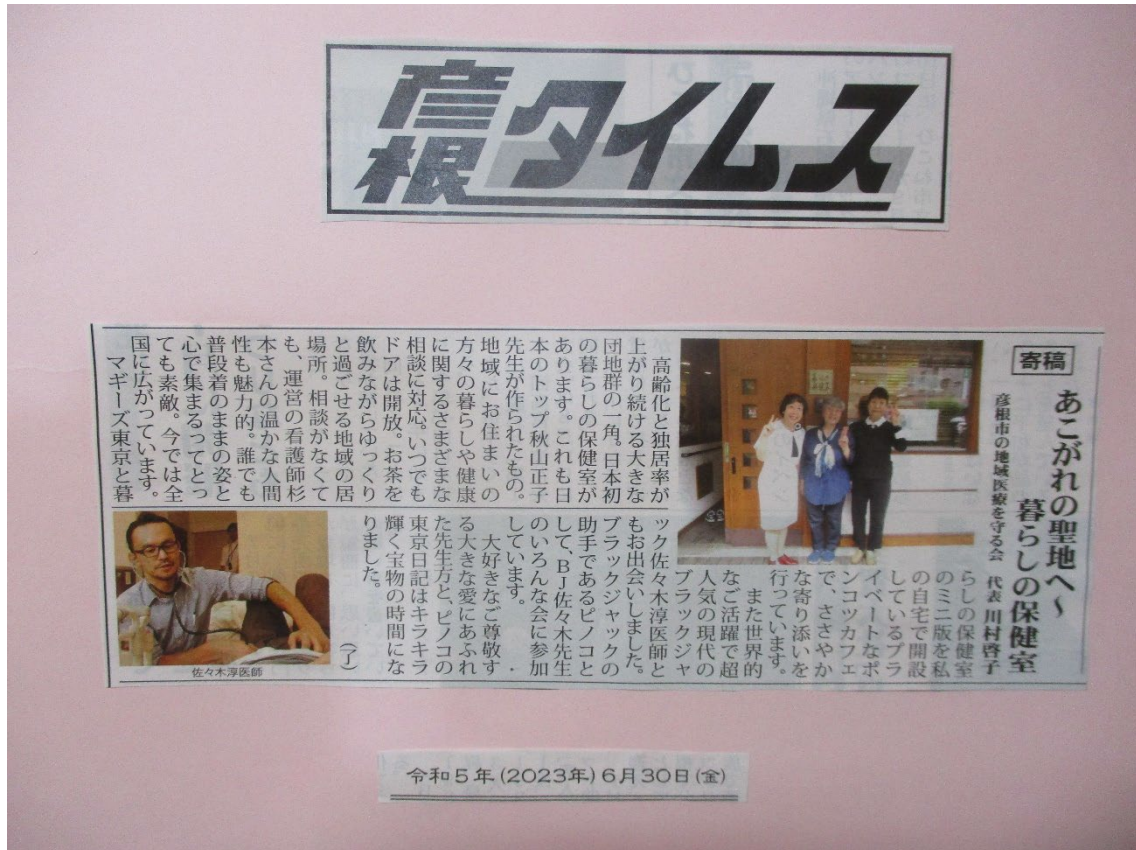 彦根タイムス
寄稿
あこがれの聖地へ〜
暮らしの保健室
彦根市の地域医療を守る会　代表 川村啓子
高齢化と独居率が
上がり続ける大きな
団地群の一角。日本初
の暮らしの保健室が
あります。これも日
本のトップ秋山正子
先生が作られたもの。
地域にお住まいの
方々の暮らしや健康
に関するさまざまな
相談に対応。いつでも
ドアは開放。お茶を
飲みながらゆっくり
と過ごせる地域の居
場所。相談がなくて
も、運営の看護師杉
本さんの温かな人間
性も魅力的。誰でも
普段着のままの姿と
心で集まるってとっ
ても素敵。今では全
国に広がっています。
マギーズ東京と暮
らしの保健室
のミニ版を私
の自宅で開設
しているプラ
イベートなポ
ンコツカフェ
で、ささやか
な寄り添いを
行っています。
また世界的
なご活躍で超
人気の現代の
ブラックジャ
ック佐々木淳医師と
もお出会いしました。
ブラックジャックの
助手であるピノコと
して、BJ佐々木先生
のいろんな会に参加
しています。
大好きなご尊敬す
る大きな愛にあふれ
た先生方と、ピノコの
東京日記はキラキラ
輝く宝物の時間にな
りました。
（了）
佐々木淳医師
令和5年(2023年)6月30日(金)